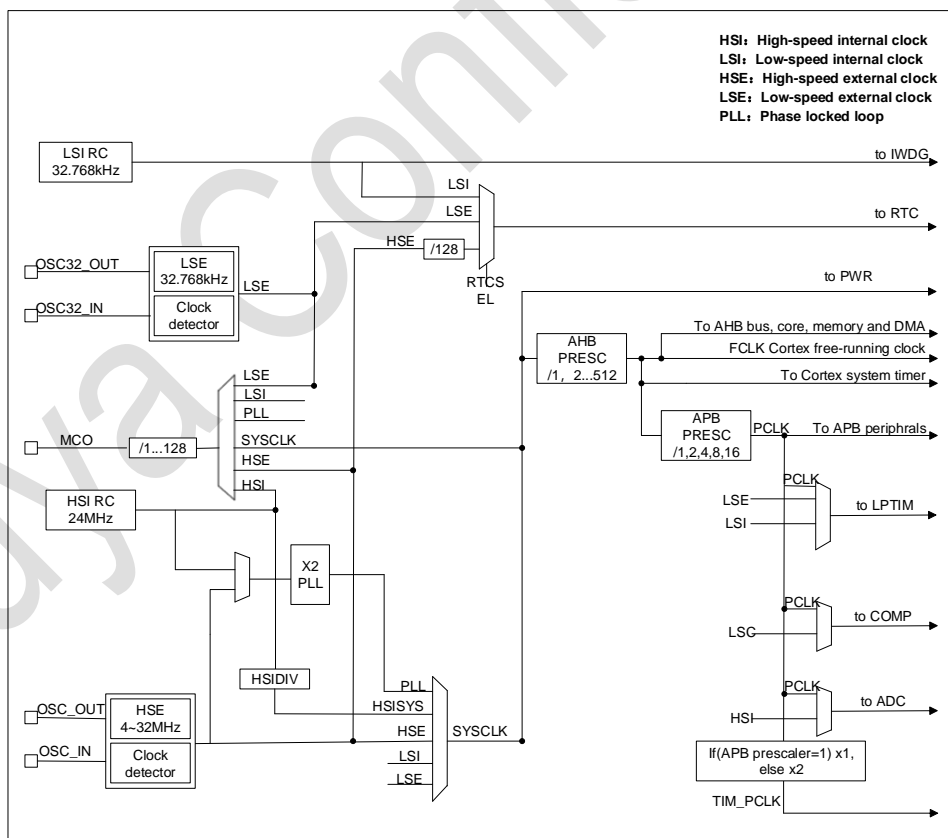 HSI: High-speed internal clock
LSI: Low-speed internal clock
HSE: High-speed external clock
LSE: Low-speed external clock
PLL: Phase locked loop
LSI RC
32.768kHz
to IWDG
LSI
LSE
to RTC
HSE
/128
RTCS
EL
OSC32_OUT
LSE
32.768kHz
LSE
OSC32_IN
Clock
detector
to PWR
To AHB bus, core, memory and DMA
AHB
PRESC
/1, 2...512
FCLK Cortex free-running clock
To Cortex system timer
LSE
LSI
PLL
MCO
/1...128
SYSCLK
HSE
HSI
APB
PRESC
/1,2,4,8,16
PCLK
To APB periphrals
HSI RC
24MHz
PCLK
LSE
LSI
to LPTIM
X2
PLL
PCLK
LSC
to COMP
HSIDIV
PLL
HSISYS
HSE
SYSCLK
LSI
LSE
PCLK
HSI
to ADC
OSC_OUT
HSE
4~32MHz
OSC_IN
Clock
detector
If(APB prescaler=1) x1,
else x2
TIM_PCLK